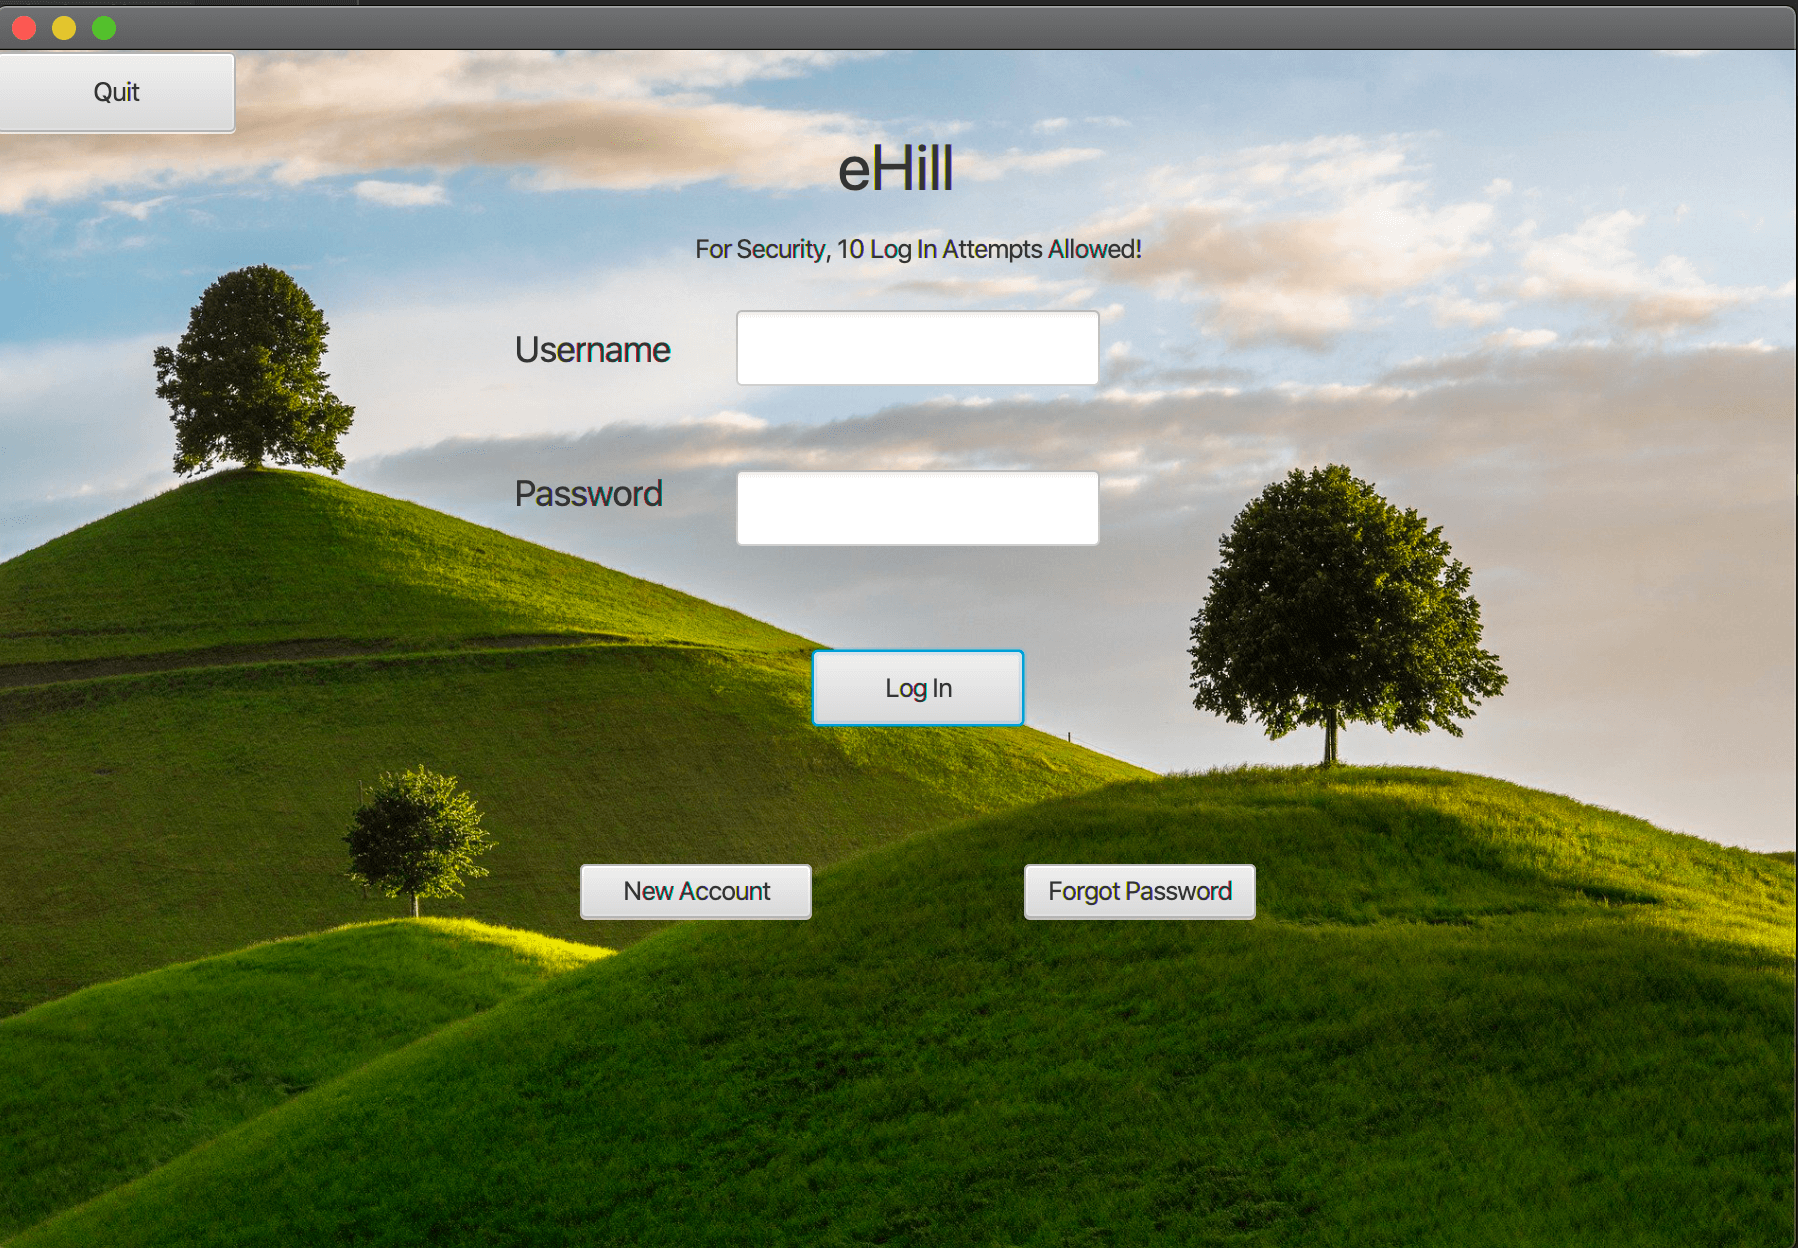 Quit
eHill
For Security, 10 Log In Attempts Allowed!
Username
Password
Log In
New Account
Forgot Password